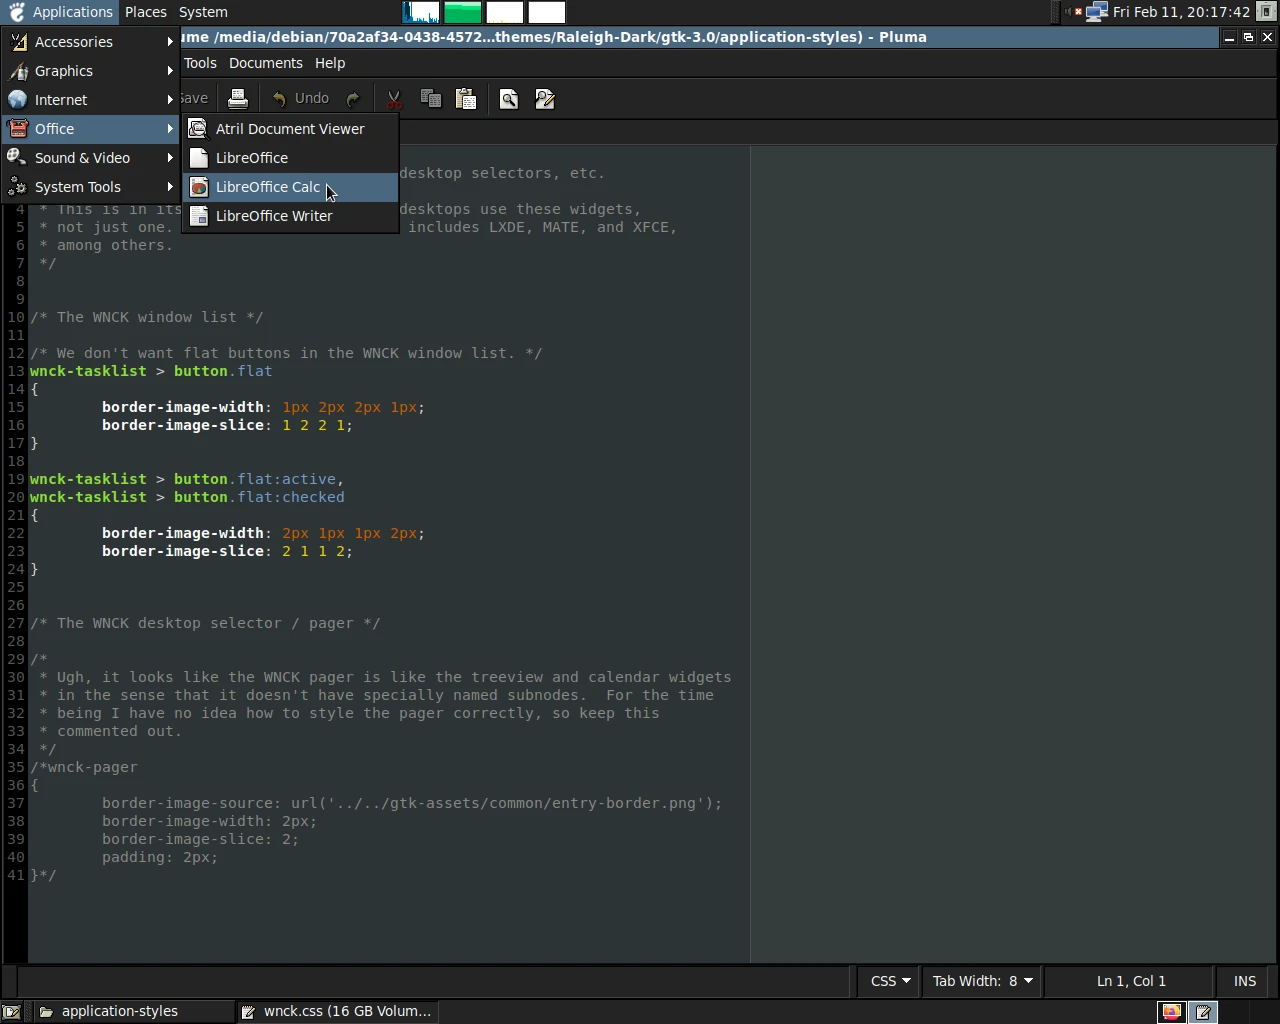 Applications Places System Fri Feb 11, 20:17:42
Accessories
Graphics
Internet
Office
Sound & Video
System Tools
ume /media/debian/70a2af34-0438-4572...themes/Raleigh-Dark/gtk-3.0/application-styles) - Pluma
Tools Documents Help
Save Undo
Atril Document Viewer
LibreOffice
LibreOffice Calc
LibreOffice Writer
desktop selectors, etc.
4 * This is in its desktops use these widgets,
5 * not just one. includes LXDE, MATE, and XFCE,
6 * among others.
7 */
8
9
10 /* The WNCK window list */
11
12 /* We don't want flat buttons in the WNCK window list. */
13 wnck-tasklist > button.flat
14 {
15 border-image-width: 1px 2px 2px 1px;
16 border-image-slice: 1 2 2 1;
17 }
18
19 wnck-tasklist > button.flat:active,
20 wnck-tasklist > button.flat:checked
21 {
22 border-image-width: 2px 1px 1px 2px;
23 border-image-slice: 2 1 1 2;
24 }
25
26
27 /* The WNCK desktop selector / pager */
28
29 /*
30 * Ugh, it looks like the WNCK pager is like the treeview and calendar widgets
31 * in the sense that it doesn't have specially named subnodes.  For the time
32 * being I have no idea how to style the pager correctly, so keep this
33 * commented out.
34 */
35 /*wnck-pager
36 {
37 border-image-source: url('../../gtk-assets/common/entry-border.png');
38 border-image-width: 2px;
39 border-image-slice: 2;
40 padding: 2px;
41 }*/
CSS Tab Width: 8 Ln 1, Col 1 INS
application-styles wnck.css (16 GB Volum...